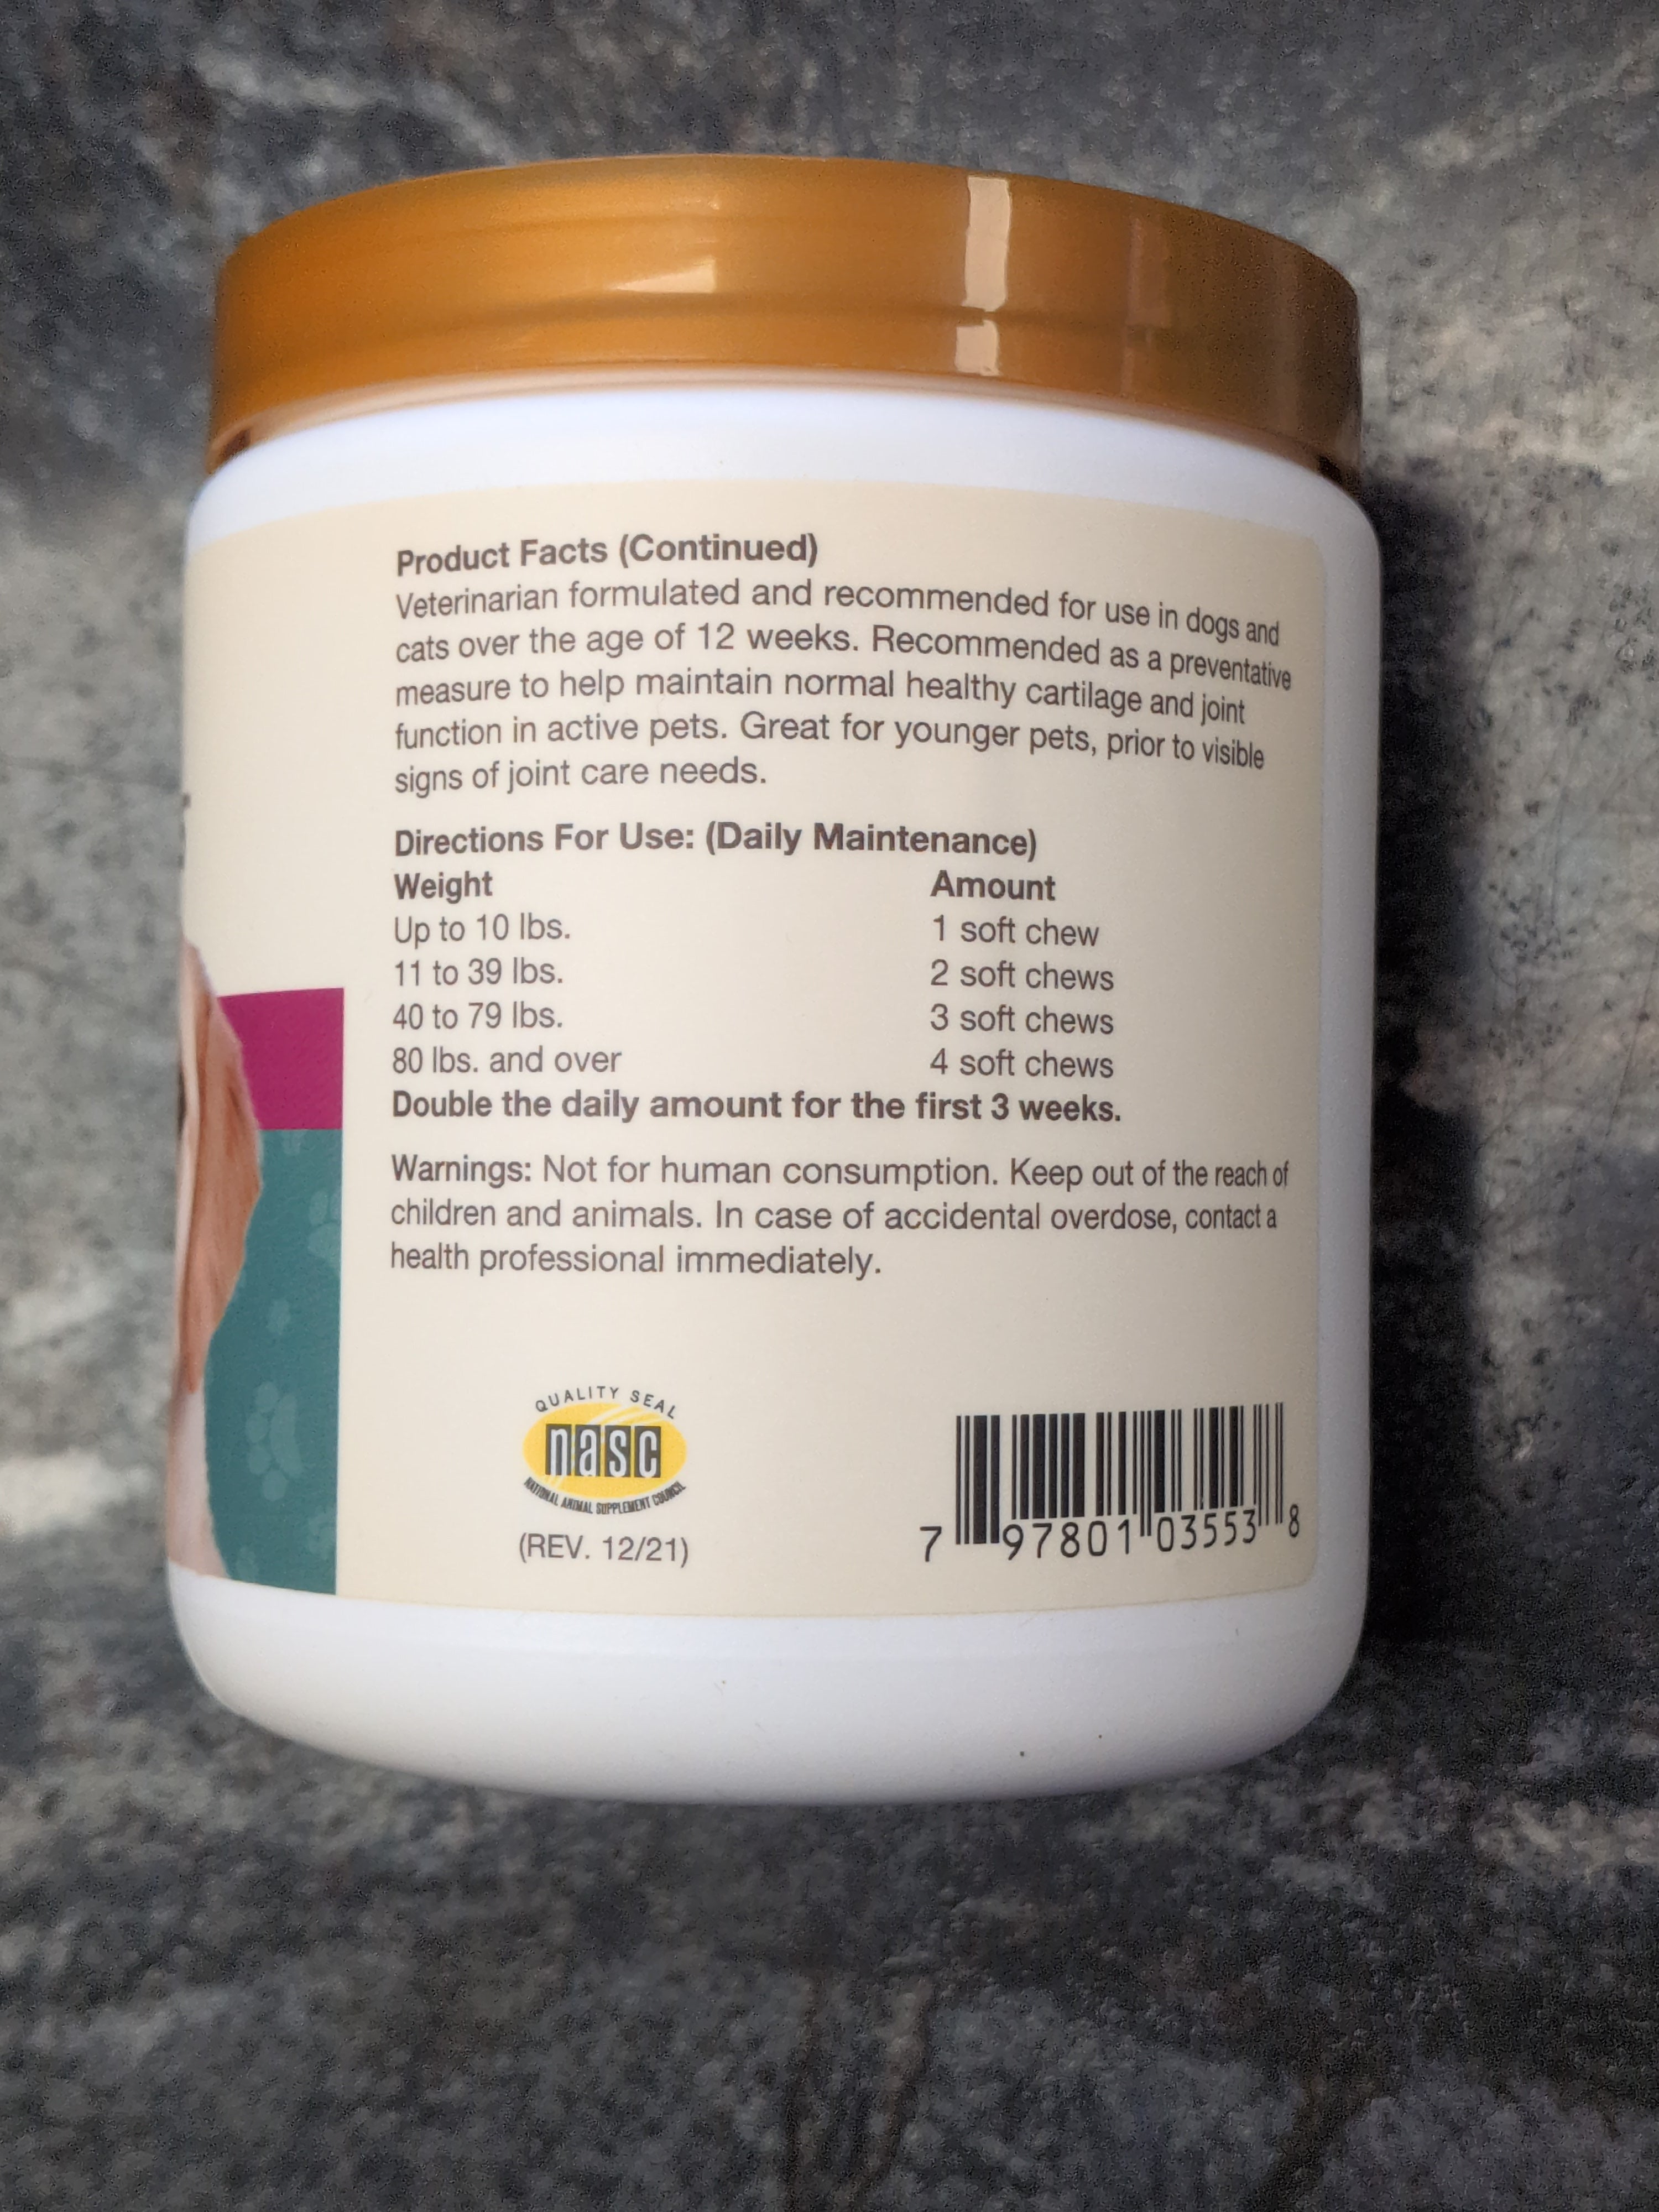 Product Facts (Continued)
Veterinarian formulated and recommended for use in dogs and
cats over the age of 12 weeks. Recommended as a preventative
measure to help maintain normal healthy cartilage and joint
function in active pets. Great for younger pets, prior to visible
signs of joint care needs.
Directions For Use: (Daily Maintenance)
Weight Amount
Up to 10 lbs. 1 soft chew
11 to 39 lbs. 2 soft chews
40 to 79 lbs. 3 soft chews
80 lbs. and over 4 soft chews
Double the daily amount for the first 3 weeks.
Warnings: Not for human consumption. Keep out of the reach of
children and animals. In case of accidental overdose, contact a
health professional immediately.
QUALITY SEAL
nasc
NATIONAL ANIMAL SUPPLEMENT COUNCIL
(REV. 12/21)
7 97801 03553 8